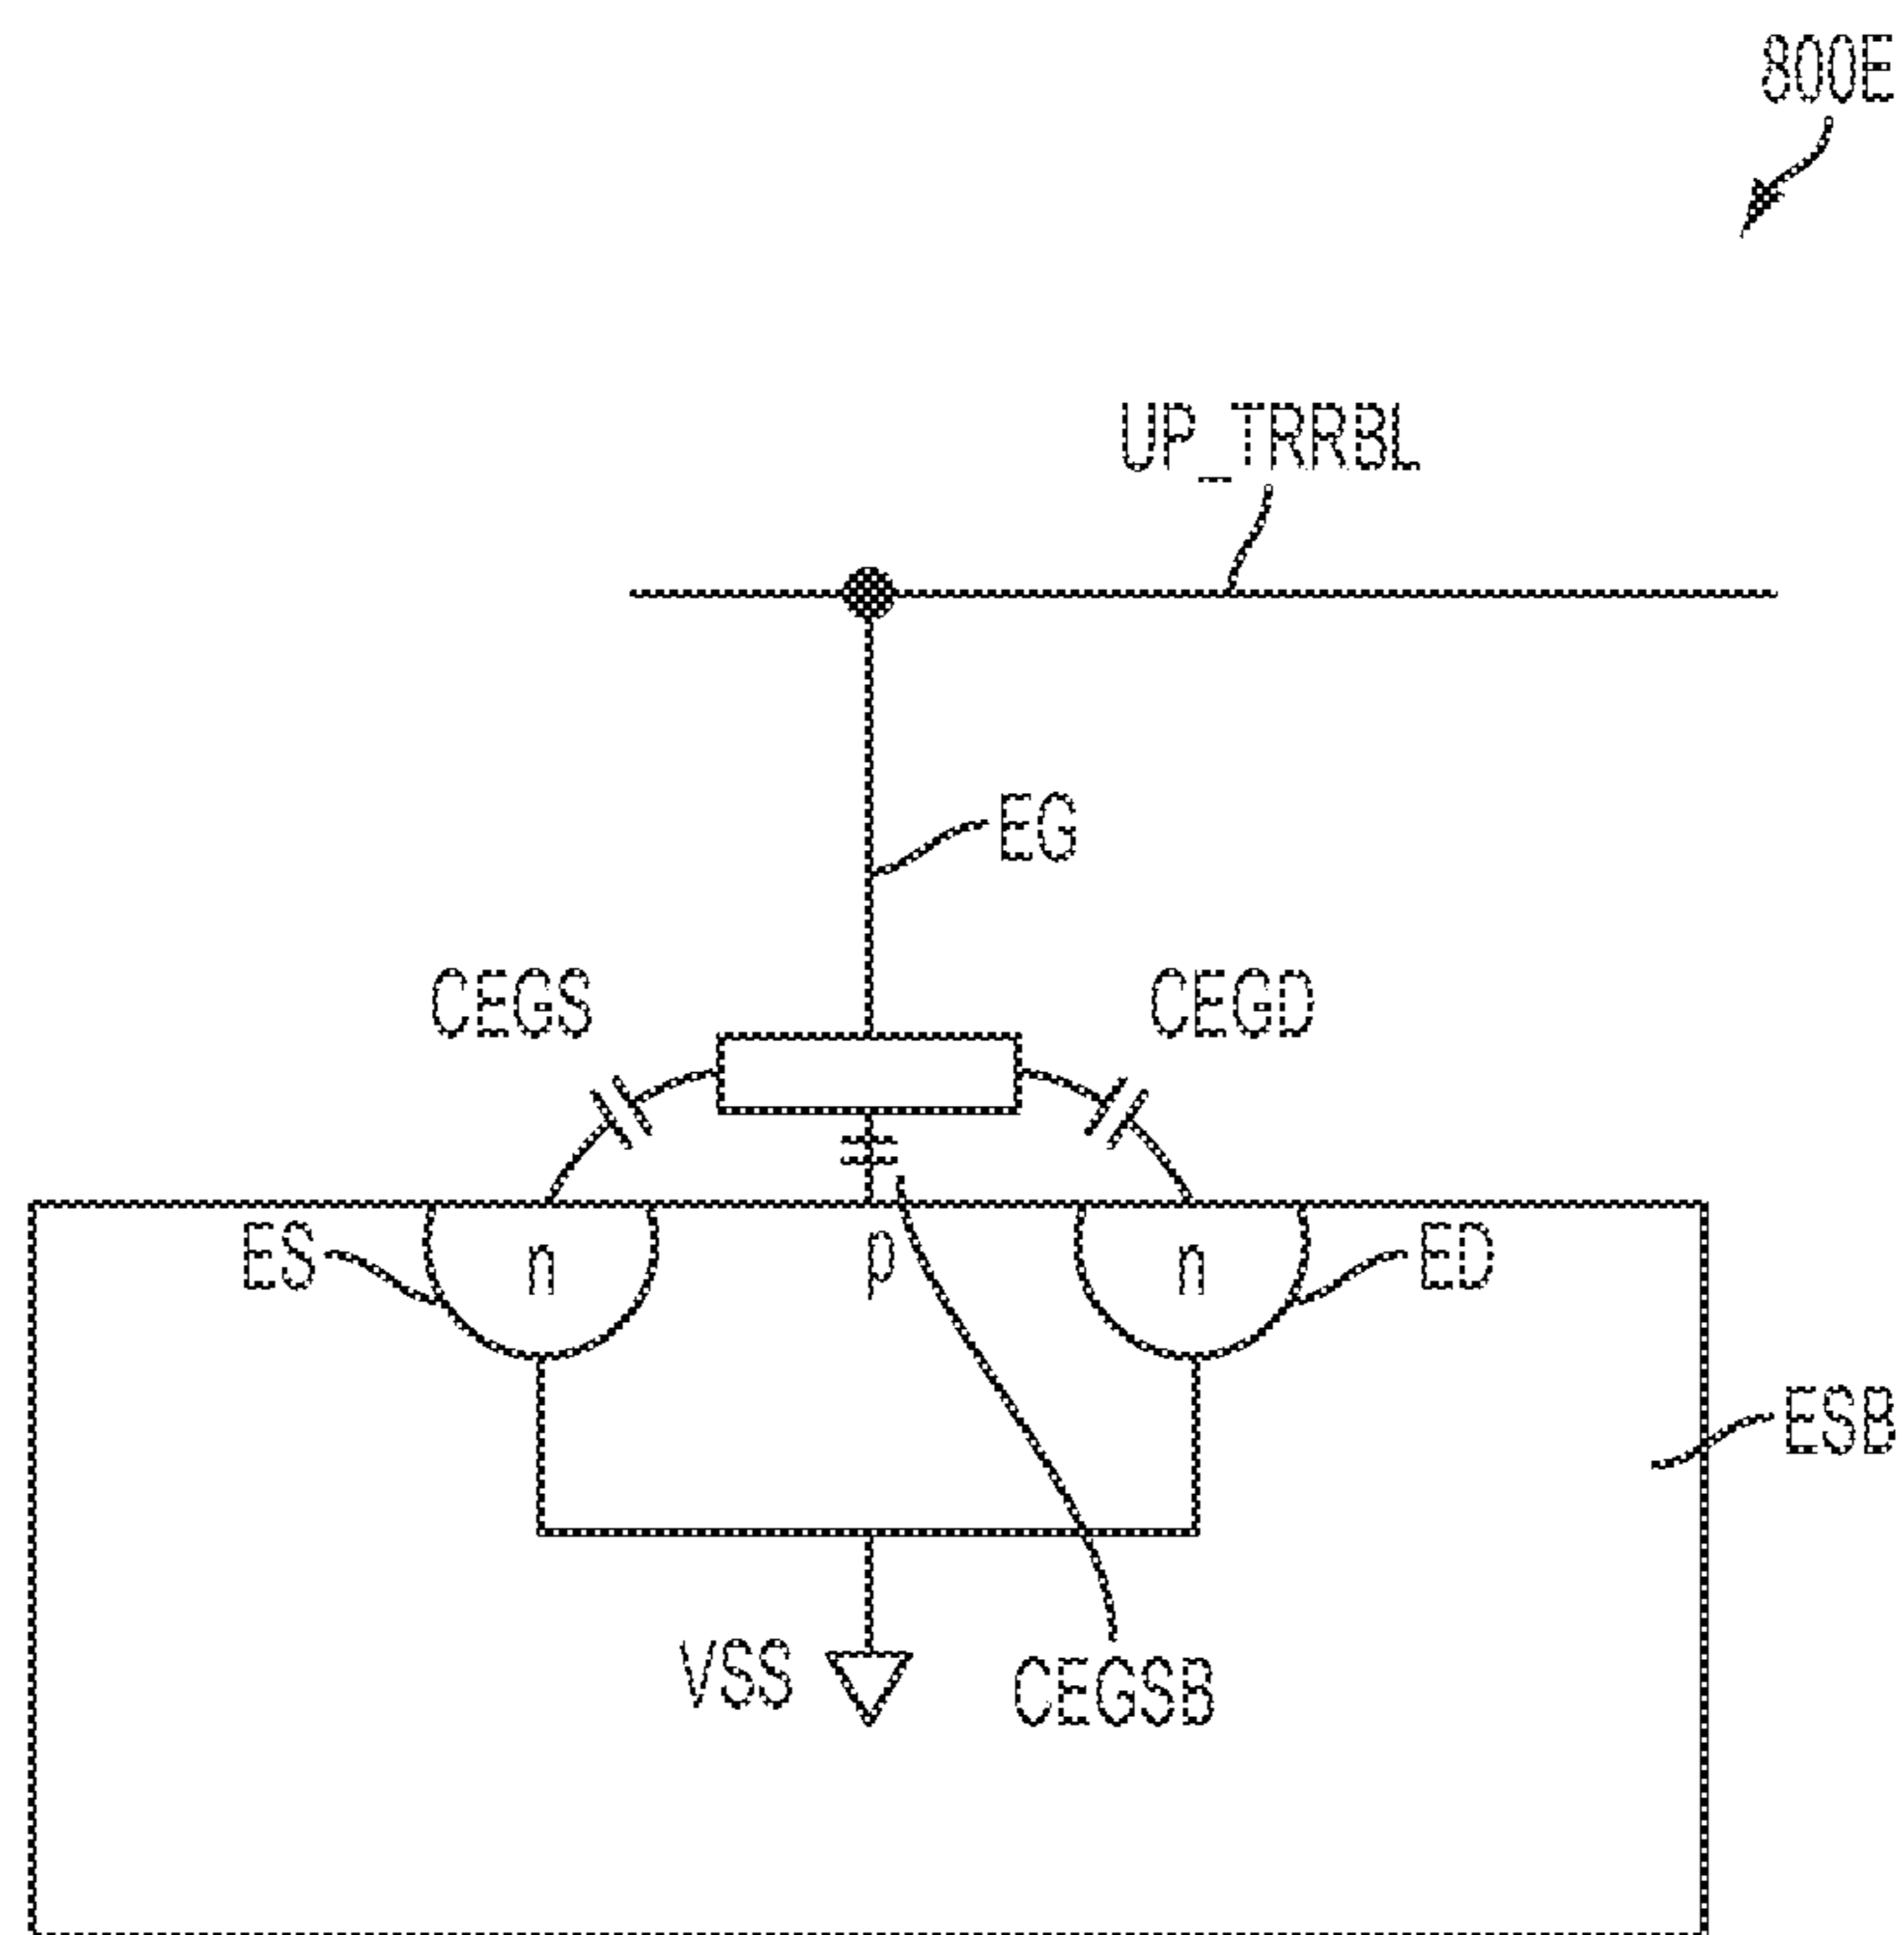 800E
UP_TRRBL
EG
CEGS
CEGD
ES
n
p
n
ED
ESB
VSS
CEGSB